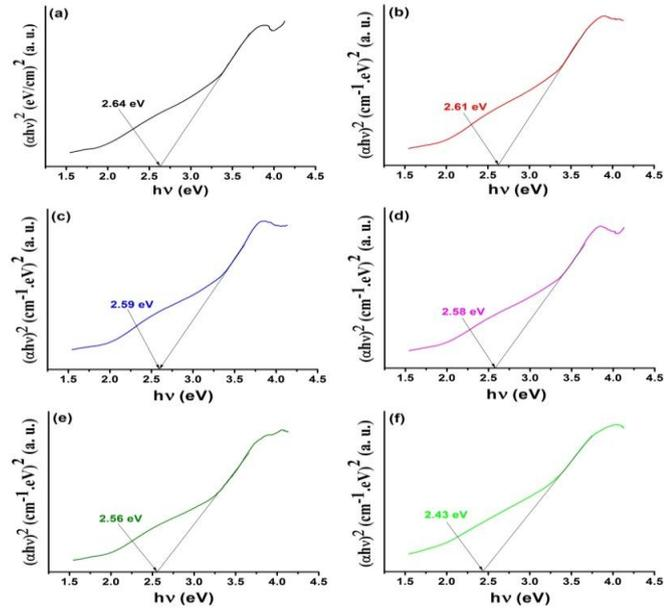 (a)
(αhν)² (eV/cm)² (a. u.)
2.64 eV
1.5 2.0 2.5 3.0 3.5 4.0 4.5
hν (eV)
(b)
(αhν)² (cm⁻¹.eV)² (a. u.)
2.61 eV
1.5 2.0 2.5 3.0 3.5 4.0 4.5
hν (eV)
(c)
(αhν)² (cm⁻¹.eV)² (a. u.)
2.59 eV
1.5 2.0 2.5 3.0 3.5 4.0 4.5
hν (eV)
(d)
(αhν)² (cm⁻¹.eV)² (a. u.)
2.58 eV
1.5 2.0 2.5 3.0 3.5 4.0 4.5
hν (eV)
(e)
(αhν)² (cm⁻¹.eV)² (a. u.)
2.56 eV
1.5 2.0 2.5 3.0 3.5 4.0 4.5
hν (eV)
(f)
(αhν)² (cm⁻¹.eV)² (a. u.)
2.43 eV
1.5 2.0 2.5 3.0 3.5 4.0 4.5
hν (eV)